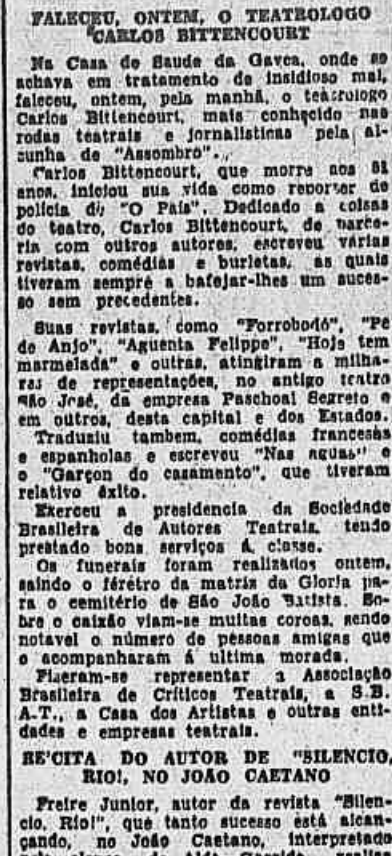 FALECEU, ONTEM, O TEATROLOGO
CARLOS BITTENCOURT
Na Casa de Saude da Gavea, onde se
achava em tratamento de insidioso mal,
faleceu, ontem, pela manhã, o teatrologo
Carlos Bittencourt, mais conhecido nas
rodas teatrais e jornalisticas pela al-
cunha de "Assombro".
Carlos Bittencourt, que morre aos
anos, iniciou sua vida como reporter de
policia d' "O País". Dedicado a coisas
do teatro, Carlos Bittencourt, de parce-
ria com outros autores, escreveu várias
revistas, comédias e burletas, as quais
tiveram sempre a bafejar-lhes um suces-
so sem precedentes.
Suas revistas, como "Forrobodó", "Pé
de Anjo", "Aguenta Felippe", "Hoje tem
marmelada" e outras, atingiram a milha-
res de representações, no antigo teatro
São José, da empresa Paschoal Segreto e
em outros, desta capital e dos Estados.
Traduziu tambem, comédias francesas
e espanholas e escreveu "Nas aguas" e
o "Garçon do casamento", que tiveram
relativo êxito.
Exerceu a presidencia da Sociedade
Brasileira de Autores Teatrais, tendo
prestado bons serviços á classe.
Os funerais foram realizados ontem,
saindo o féretro da matriz da Gloria pa-
ra o cemitério de São João Batista. So-
bre o caixão viam-se muitas coroas, sendo
notavel o número de pessoas amigas que
o acompanharam á ultima morada.
Fizeram-se representar a Associação
Brasileira de Críticos Teatrais, a S.B.
A.T., a Casa dos Artistas e outras enti-
dades e empresas teatrais.
RE'CITA DO AUTOR DE "SILENCIO,
RIO!, NO JOÃO CAETANO
Freire Junior, autor da revista "Silen-
cio, Rio!", que tanto sucesso está alcan-
çando, no João Caetano, interpretado